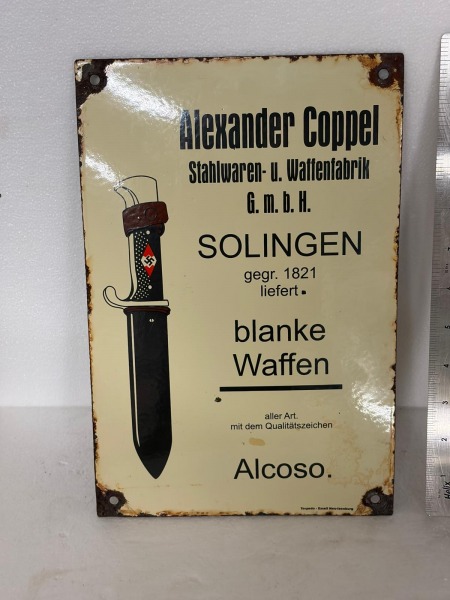 Alexander Coppel
Stahlwaren- u. Waffenfabrik
G. m. b. H.
SOLINGEN
gegr. 1821
liefert.
blanke
Waffen
aller Art.
mit dem Qualitätszeichen
Alcoso.